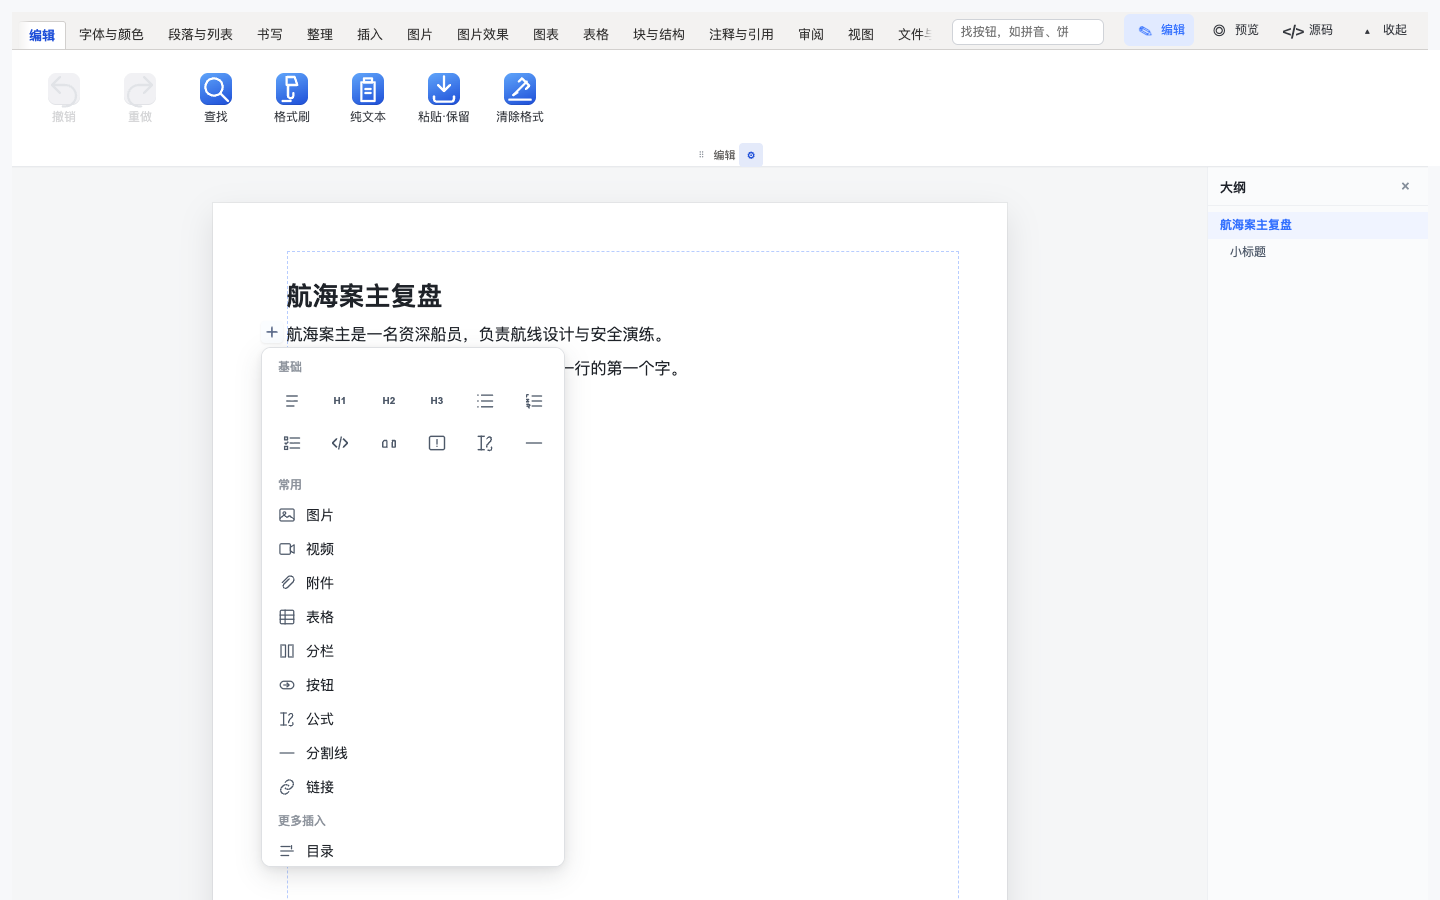 编辑 字体与颜色 段落与列表 书写 整理 插入 图片 图片效果 图表 表格 块与结构 注释与引用 审阅 视图 文件 找按钮，如拼音、饼 编辑 预览 </> 源码 收起
撤销 重做 查找 格式刷 纯文本 粘贴·保留 清除格式
编辑
大纲
航海案主复盘
小标题
航海案主复盘
航海案主是一名资深船员，负责航线设计与安全演练。
一行的第一个字。
基础
H1 H2 H3
常用
图片
视频
附件
表格
分栏
按钮
公式
分割线
链接
更多插入
目录